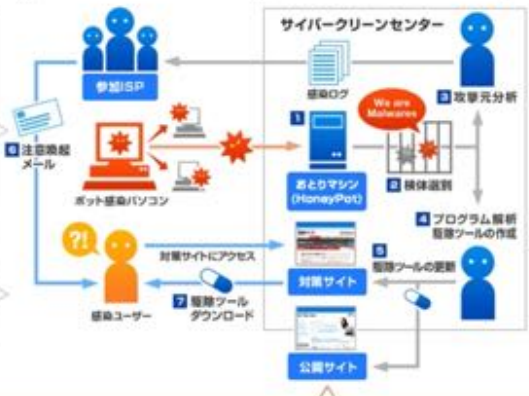 サイバークリーンセンター
参加ISP
感染ログ
3 攻撃元分析
We are
Malwares
1
6 注意喚起
メール
ボット感染パソコン
おとりマシン
(HoneyPot)
2 検体選別
4 プログラム解析
駆除ツールの作成
?!
対策サイトにアクセス
5
駆除ツールの更新
対策サイト
感染ユーザー
7 駆除ツール
ダウンロード
公開サイト